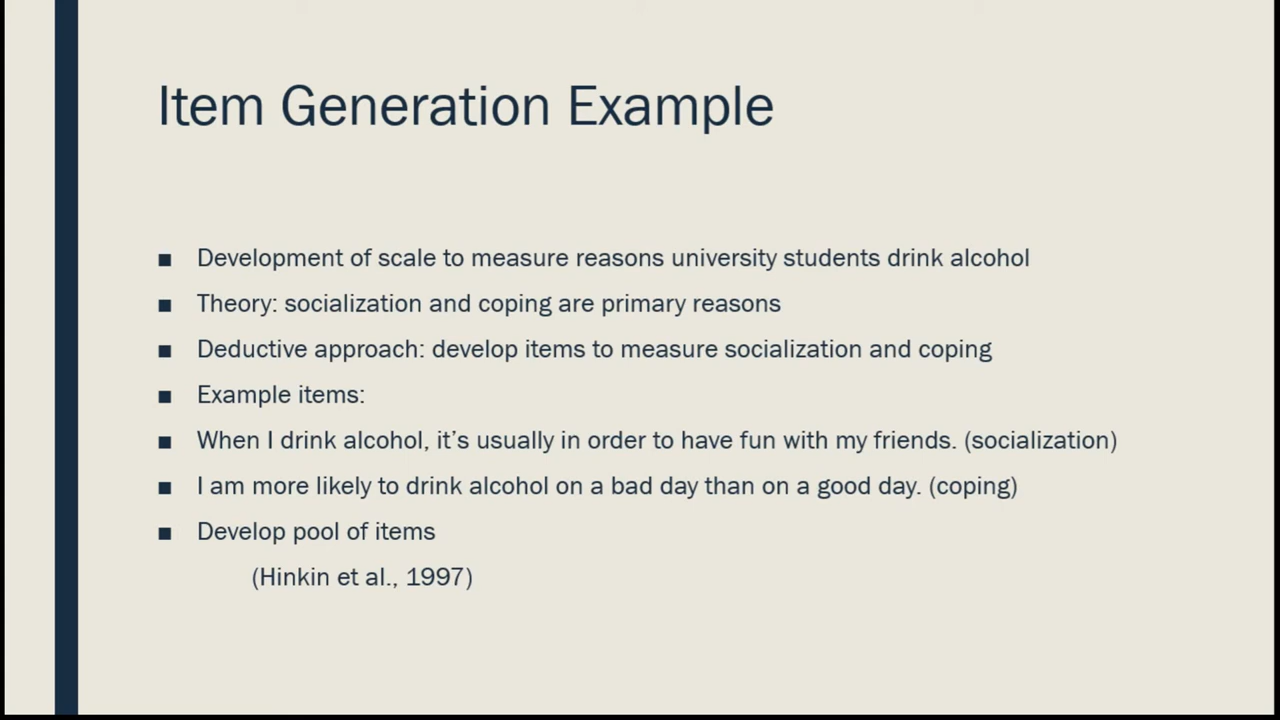 Item Generation Example
■ Development of scale to measure reasons university students drink alcohol
■ Theory: socialization and coping are primary reasons
■ Deductive approach: develop items to measure socialization and coping
■ Example items:
■ When I drink alcohol, it’s usually in order to have fun with my friends. (socialization)
■ I am more likely to drink alcohol on a bad day than on a good day. (coping)
■ Develop pool of items
(Hinkin et al., 1997)